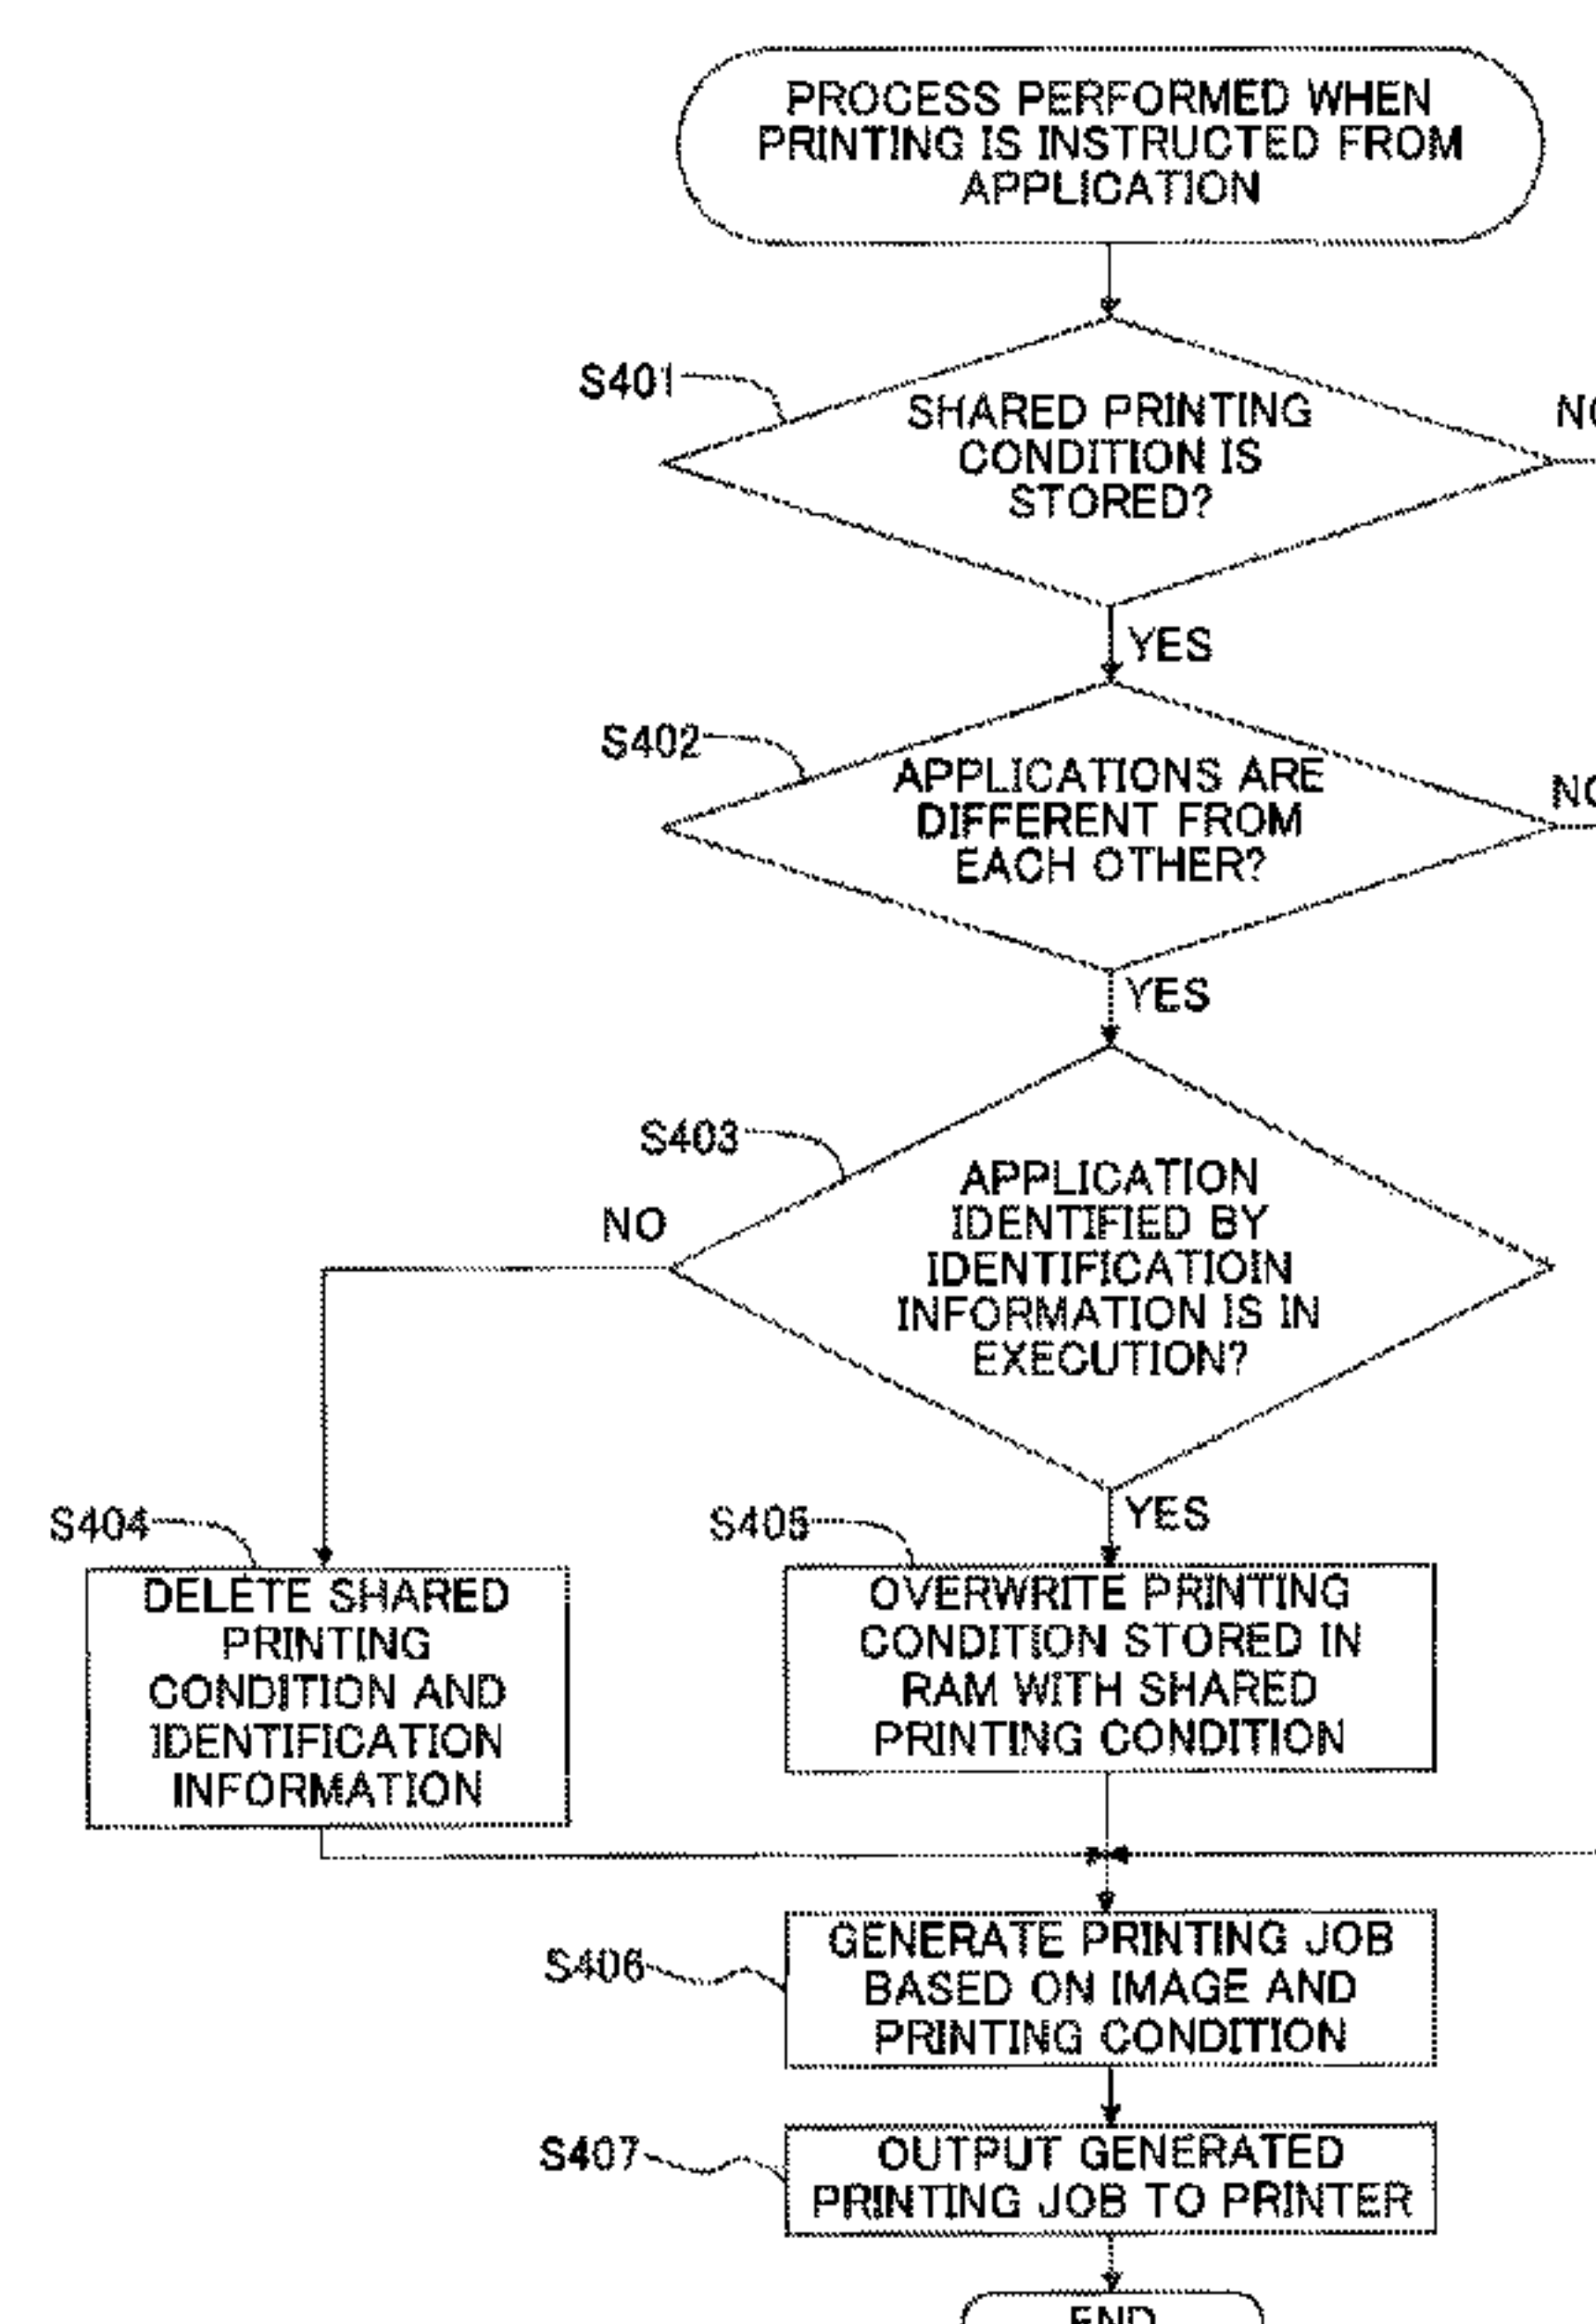 PROCESS PERFORMED WHEN
PRINTING IS INSTRUCTED FROM
APPLICATION
S401
SHARED PRINTING
CONDITION IS
STORED?
NO
YES
S402
APPLICATIONS ARE
DIFFERENT FROM
EACH OTHER?
NO
YES
S403
APPLICATION
IDENTIFIED BY
IDENTIFICATIOIN
INFORMATION IS IN
EXECUTION?
NO
YES
S404
DELETE SHARED
PRINTING
CONDITION AND
IDENTIFICATION
INFORMATION
S405
OVERWRITE PRINTING
CONDITION STORED IN
RAM WITH SHARED
PRINTING CONDITION
S406
GENERATE PRINTING JOB
BASED ON IMAGE AND
PRINTING CONDITION
S407
OUTPUT GENERATED
PRINTING JOB TO PRINTER
END